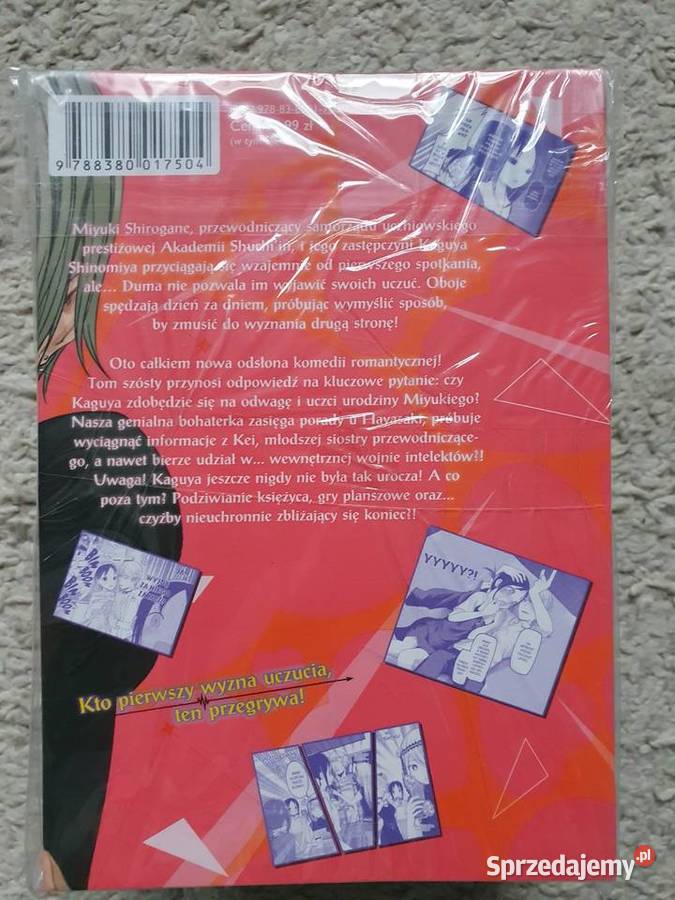 9 788380 017504
Miyuki Shirogane, przewodniczący samorządu uczniowskiego
prestiżowej Akademii Shuchi'in, i jego zastępczyni Kaguya
Shinomiya przyciągają się wzajemnie od pierwszego spotkania,
ale... Duma nie pozwala im wyjawić swoich uczuć. Oboje
spędzają dzień za dniem, próbując wymyślić sposób,
by zmusić do wyznania drugą stronę!
Oto całkiem nowa odsłona komedii romantycznej!
Tom szósty przynosi odpowiedź na kluczowe pytanie: czy
Kaguya zdobędzie się na odwagę i uczci urodziny Miyukiego?
Nasza genialna bohaterka zasięga porady u Hayasaki, próbuje
wyciągnąć informacje z Kei, młodszej siostry przewodniczące-
go, a nawet bierze udział w... wewnętrznej wojnie intelektów?!
Uwaga! Kaguya jeszcze nigdy nie była tak urocza! A co
poza tym? Podziwianie księżyca, gry planszowe oraz...
czyżby nieuchronnie zbliżający się koniec?!
YYYYY?!
Kto pierwszy wyzna uczucia,
ten przegrywa!
Sprzedajemy.pl